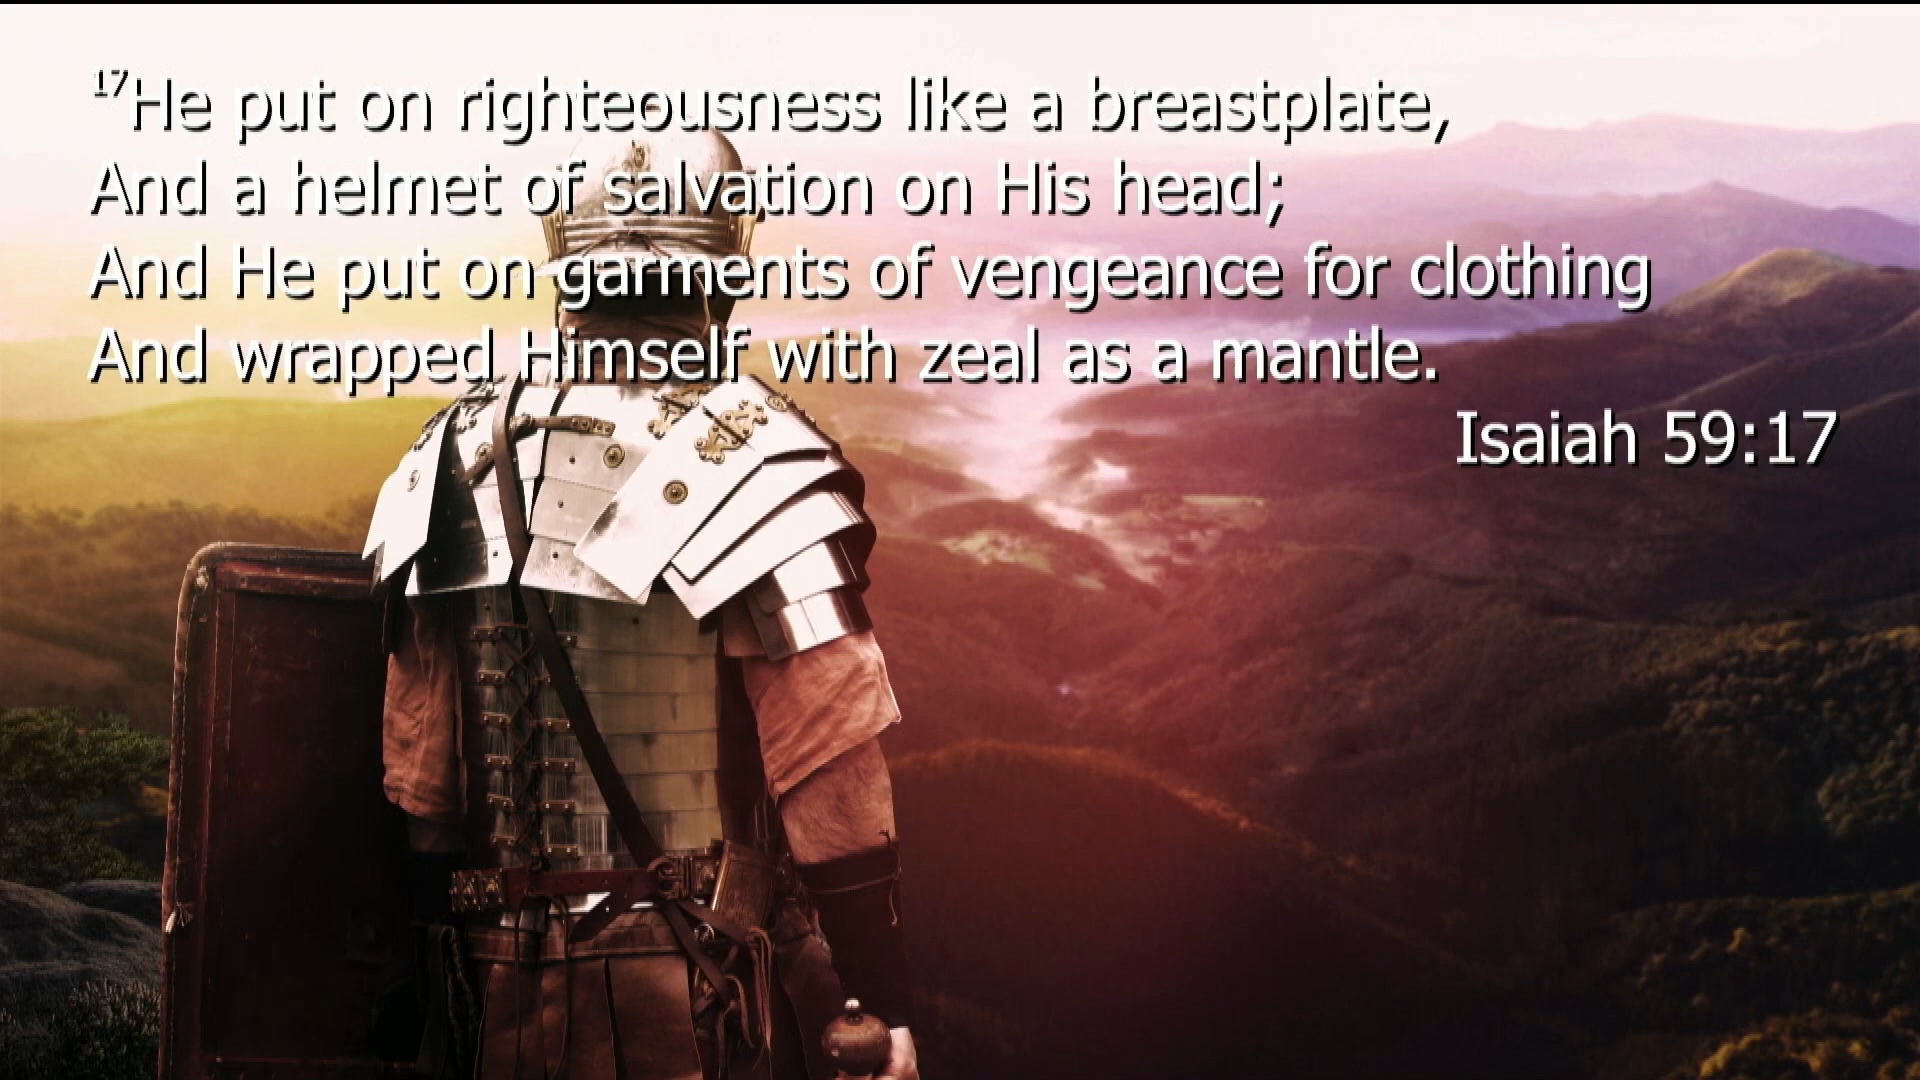 17He put on righteousness like a breastplate,
And a helmet of salvation on His head;
And He put on garments of vengeance for clothing
And wrapped Himself with zeal as a mantle.
Isaiah 59:17